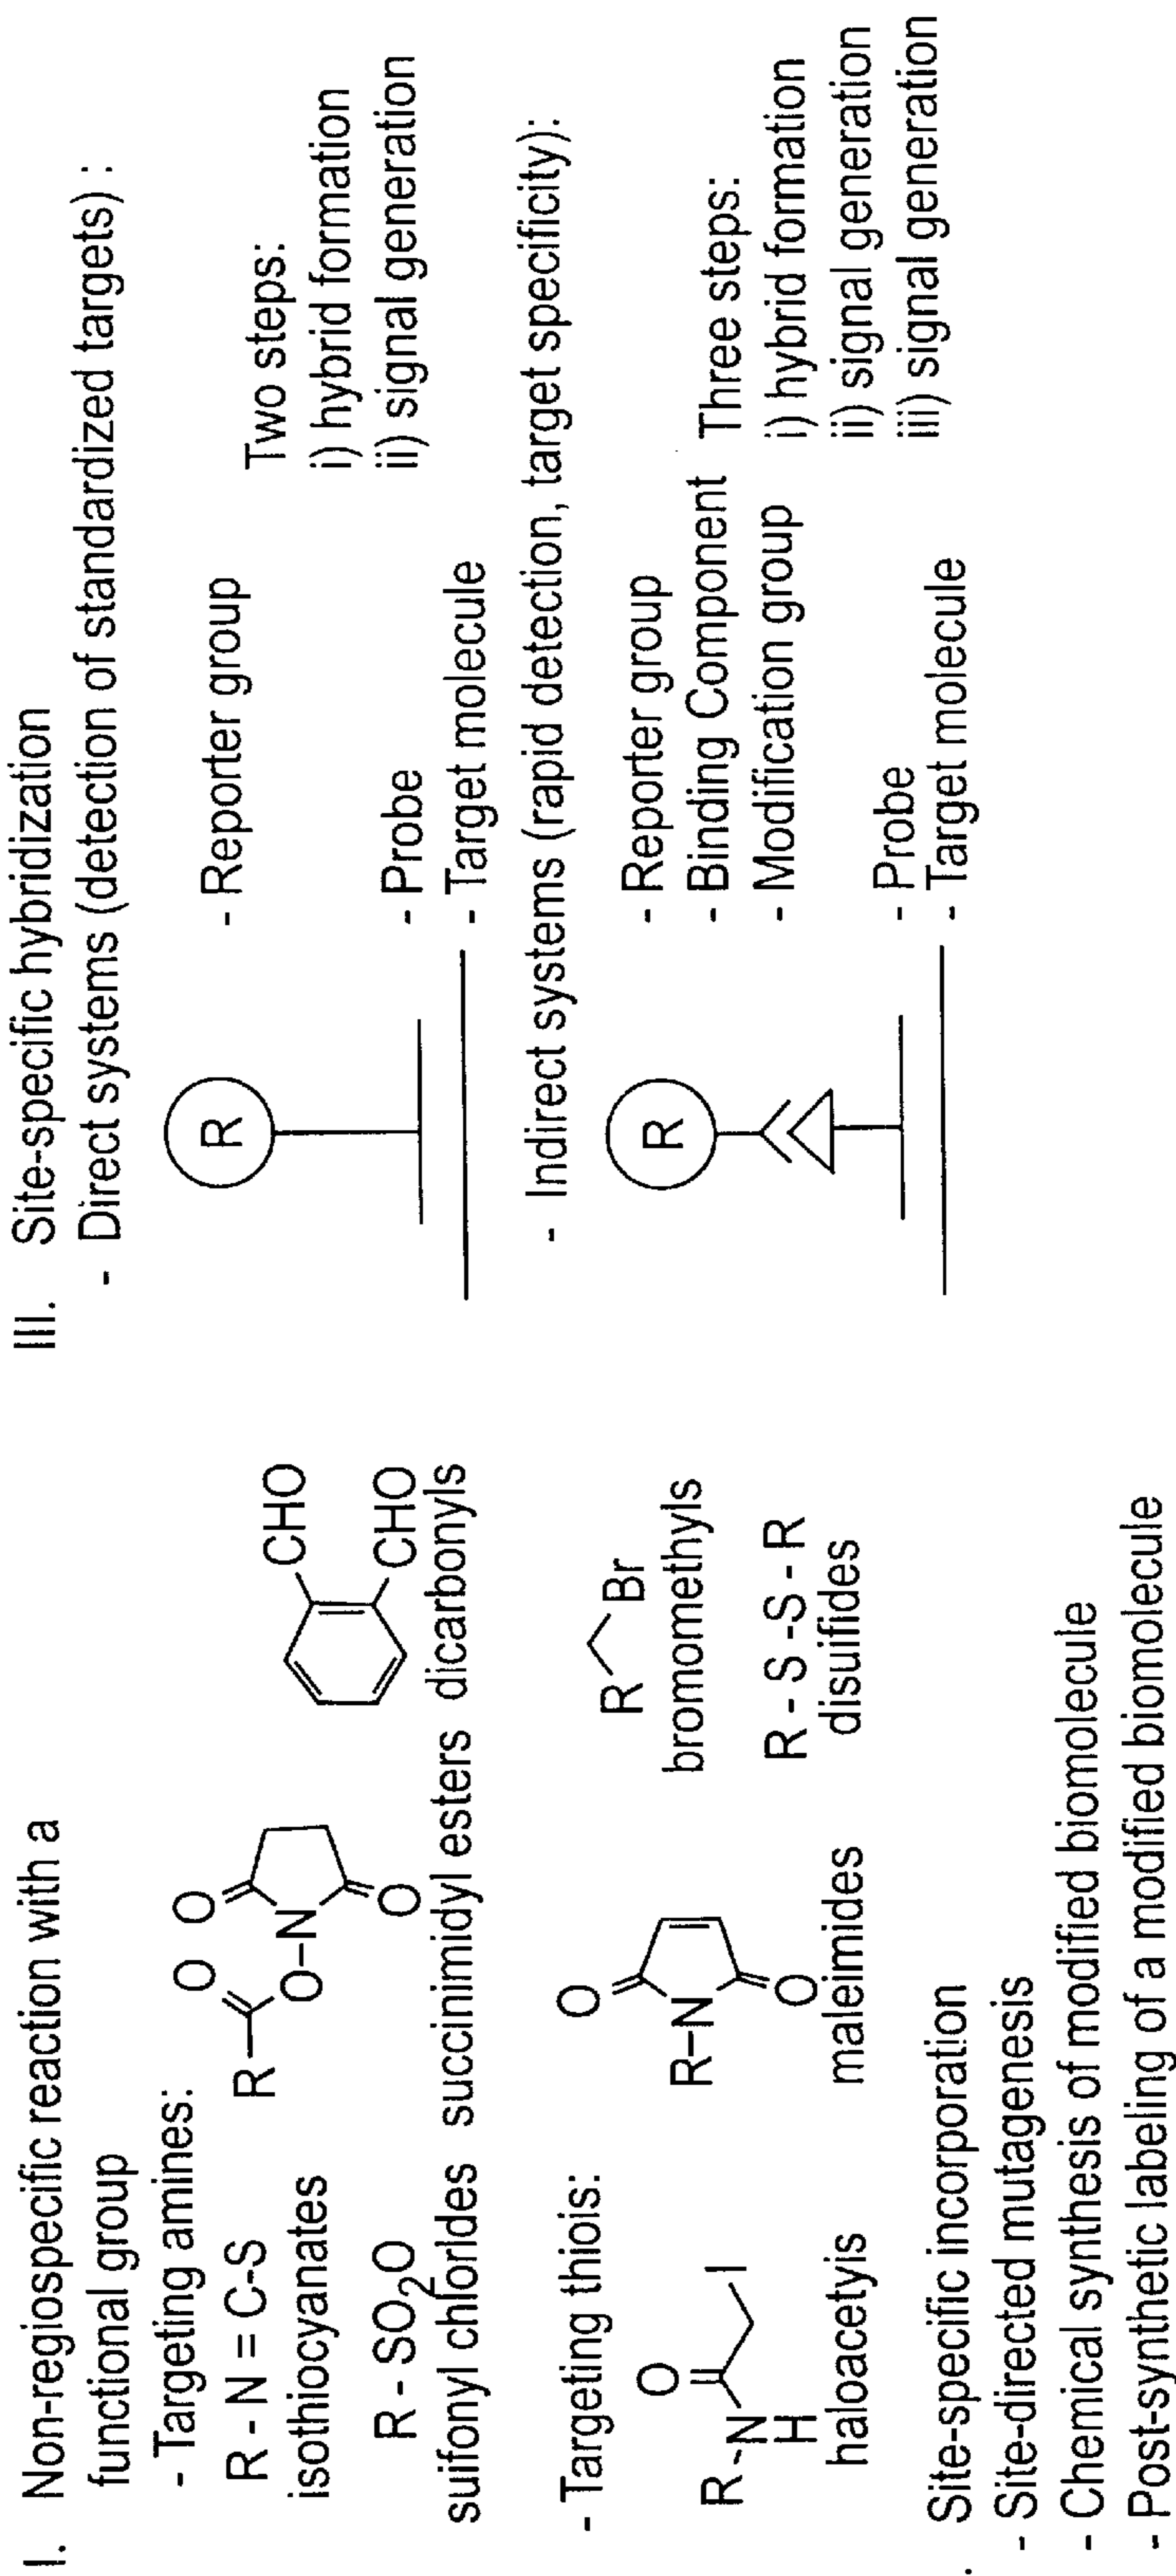 I. Non-regiospecific reaction with a
functional group
- Targeting amines:
R - N = C-S
isothiocyanates
R - SO2O
suifonyl chlorides
R O O N O O
succinimidyl esters
CHO
CHO
dicarbonyls
- Targeting thiois:
R-N H O I
haloacetyis
R-N O O
maleimides
R Br
bromomethyls
R - S -S - R
disuifides
. Site-specific incorporation
- Site-directed mutagenesis
- Chemical synthesis of modified biomolecule
- Post-synthetic labeling of a modified biomolecule
III. Site-specific hybridization
- Direct systems (detection of standardized targets) :
R
- Reporter group
- Probe
- Target molecule
Two steps:
i) hybrid formation
ii) signal generation
- Indirect systems (rapid detection, target specificity):
R
- Reporter group
- Binding Component
- Modification group
- Probe
- Target molecule
Three steps:
i) hybrid formation
ii) signal generation
iii) signal generation